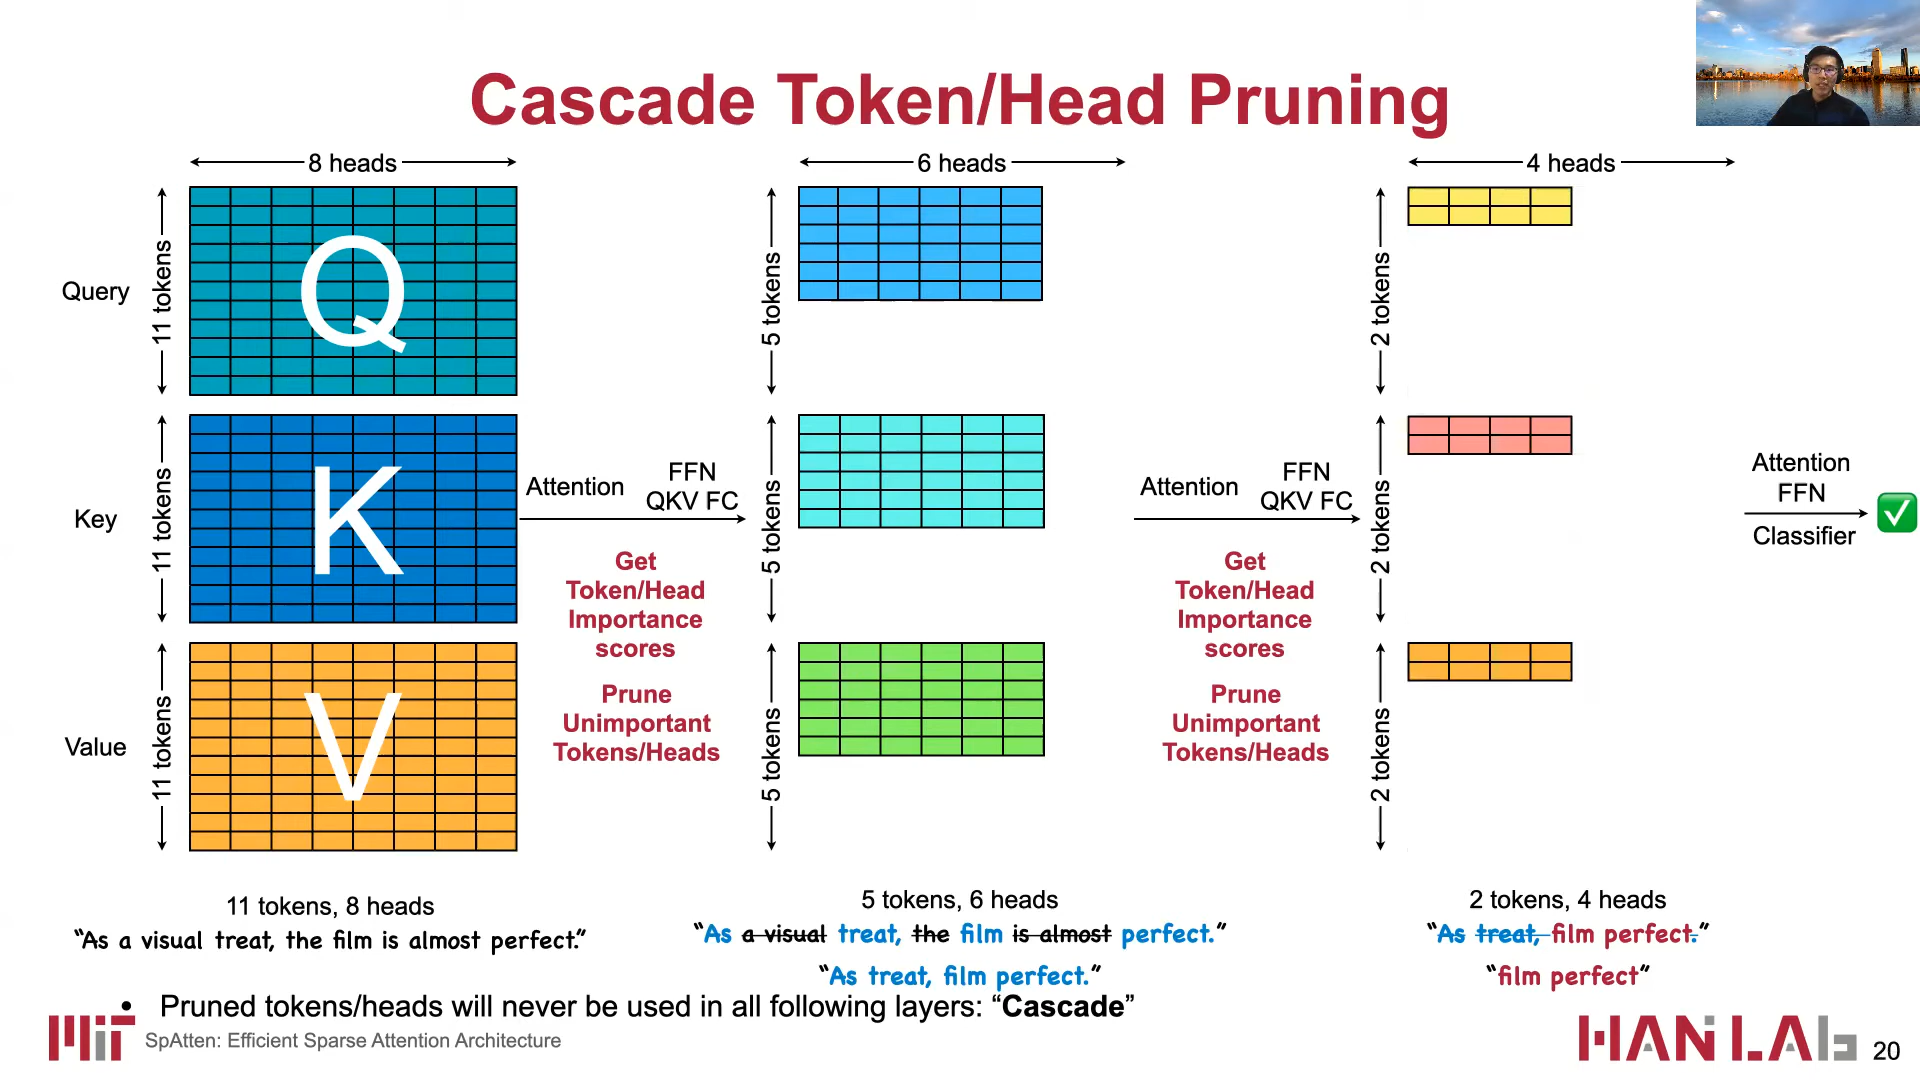 Cascade Token/Head Pruning
8 heads
6 heads
4 heads
Query
11 tokens
Q
5 tokens
2 tokens
Key
11 tokens
K
Attention
FFN
QKV FC
5 tokens
Attention
FFN
QKV FC
2 tokens
Attention
FFN
Classifier
Get
Token/Head
Importance
scores
Prune
Unimportant
Tokens/Heads
Get
Token/Head
Importance
scores
Prune
Unimportant
Tokens/Heads
Value
11 tokens
V
5 tokens
2 tokens
11 tokens, 8 heads
“As a visual treat, the film is almost perfect.”
5 tokens, 6 heads
“As a visual treat, the film is almost perfect.”
“As treat, film perfect.”
2 tokens, 4 heads
“As treat, film perfect.”
“film perfect”
• Pruned tokens/heads will never be used in all following layers: “Cascade”
MIT
SpAtten: Efficient Sparse Attention Architecture
HAN LAB
20